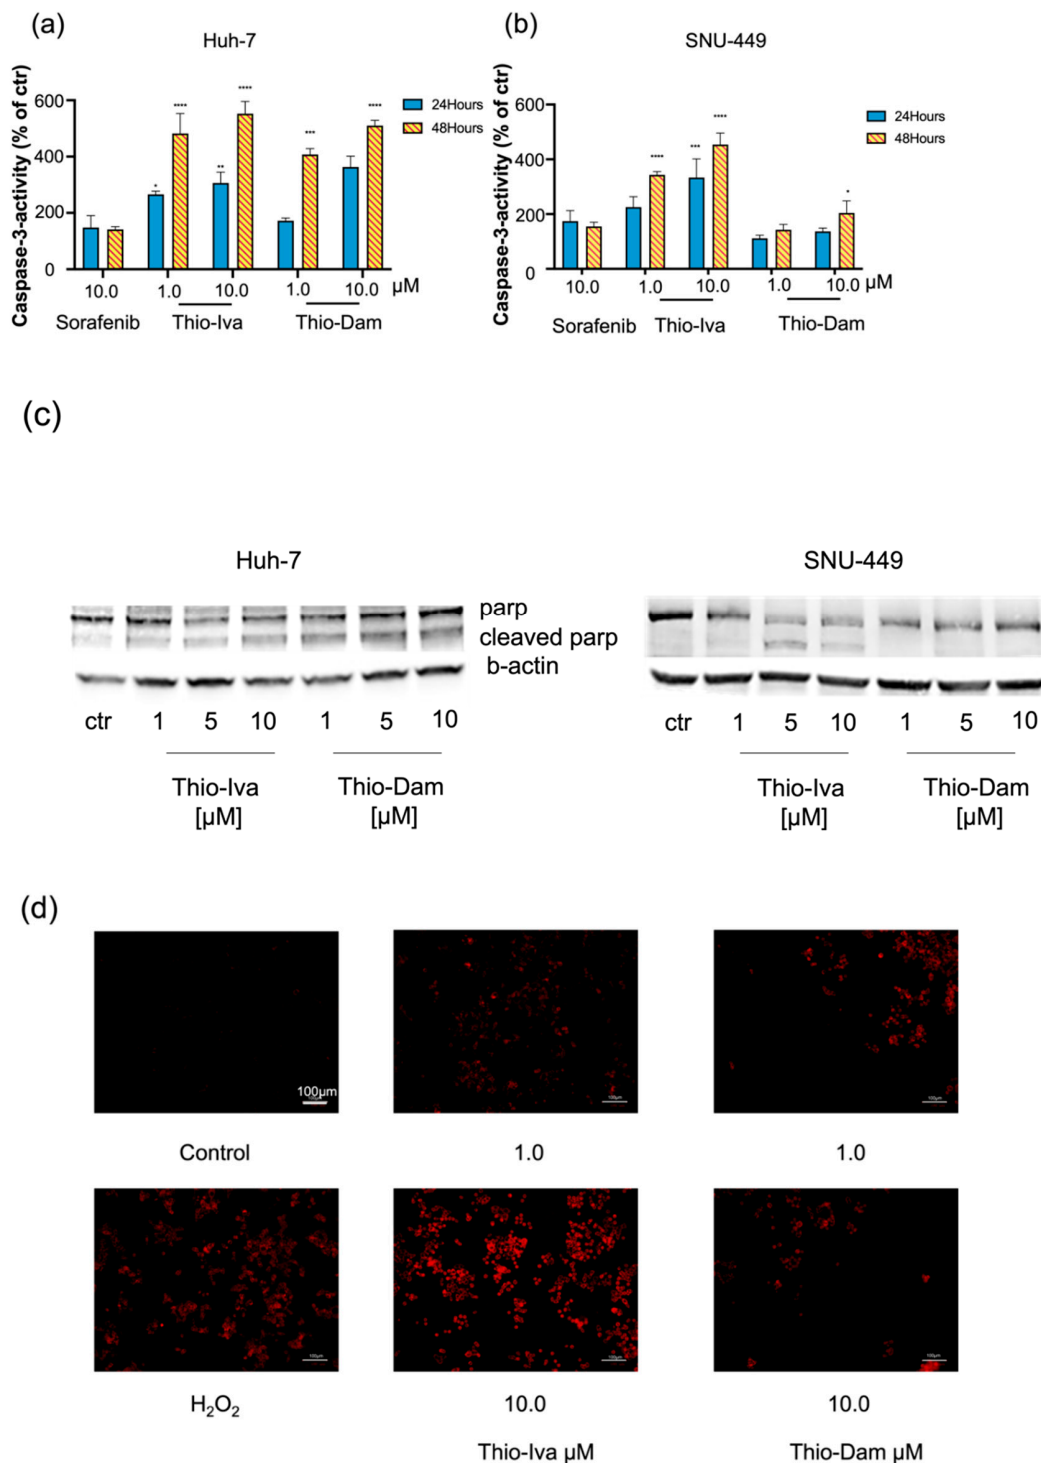 (a)
Huh-7
Caspase-3-activity (% of ctr)
600
400
200
0
24Hours
48Hours
* **** ** **** *** ****
10.0 1.0 10.0 1.0 10.0 μM
Sorafenib Thio-Iva Thio-Dam
(b)
SNU-449
Caspase-3-activity (% of ctr)
600
400
200
0
24Hours
48Hours
**** *** **** *
10.0 1.0 10.0 1.0 10.0 μM
Sorafenib Thio-Iva Thio-Dam
(c)
Huh-7
parp
cleaved parp
b-actin
ctr 1 5 10 1 5 10
Thio-Iva Thio-Dam
[μM] [μM]
SNU-449
ctr 1 5 10 1 5 10
Thio-Iva Thio-Dam
[μM] [μM]
(d)
100μm
100μm
100μm
Control 1.0 1.0
100μm
100μm
100μm
H₂O₂ 10.0 10.0
Thio-Iva μM Thio-Dam μM